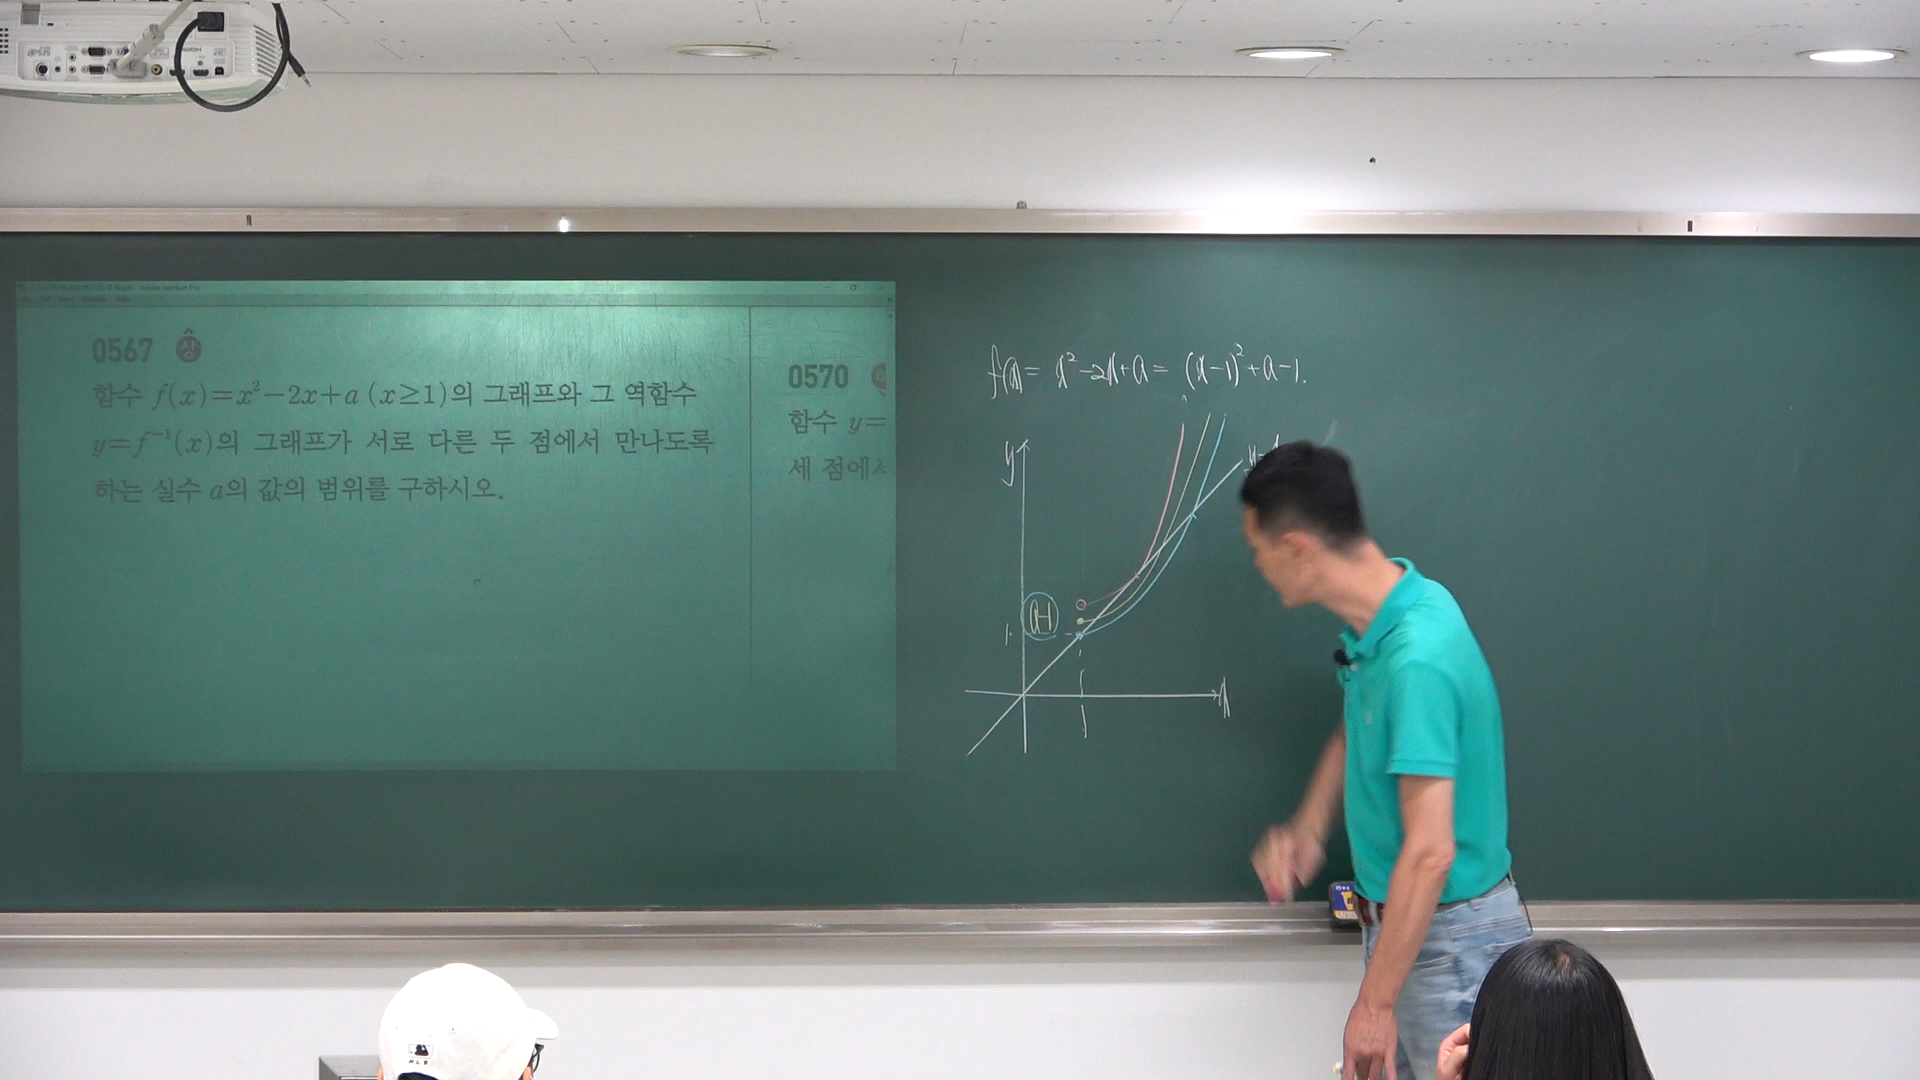 0567 상
함수 f(x)=x²-2x+a (x≥1)의 그래프와 그 역함수
y=f⁻¹(x)의 그래프가 서로 다른 두 점에서 만나도록
하는 실수 a의 값의 범위를 구하시오.
0570
함수 y=
세 점에서
f(x)= x²-2x+a = (x-1)²+a-1.
y
a-1
1
x
1
MLB